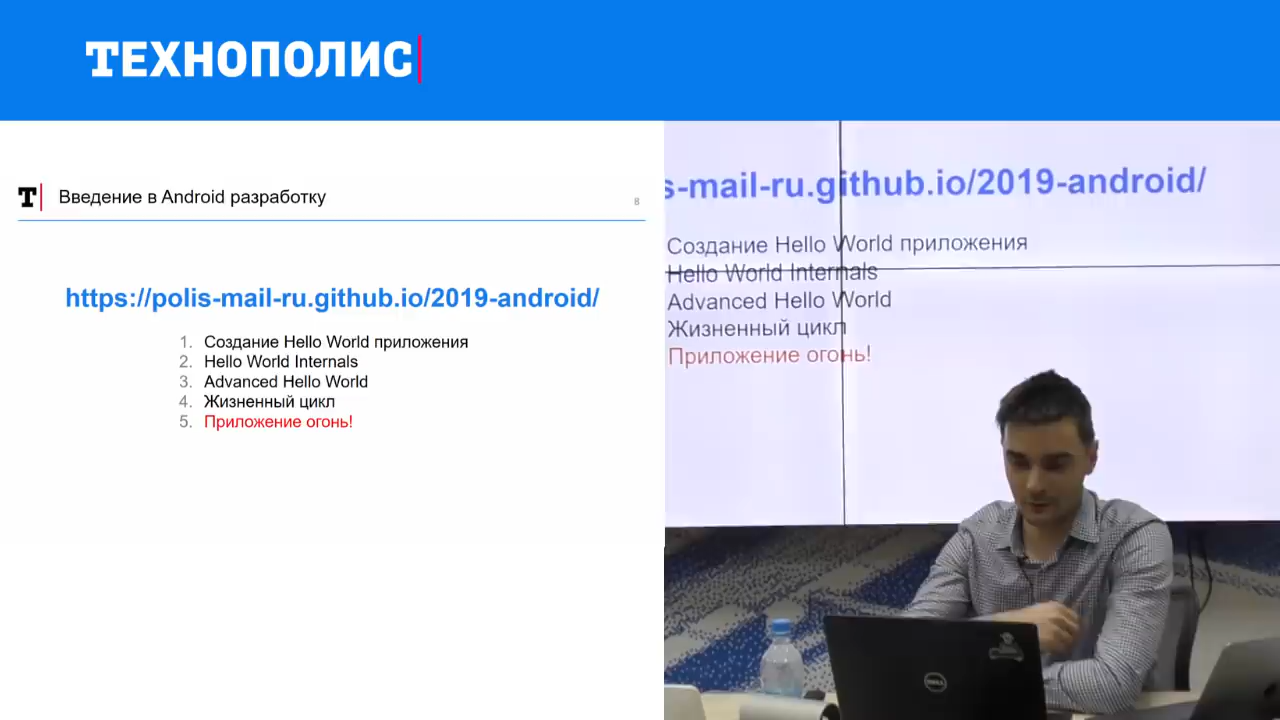 ТЕХНОПОЛИС
Т Введение в Android разработку
8
https://polis-mail-ru.github.io/2019-android/
1. Создание Hello World приложения
2. Hello World Internals
3. Advanced Hello World
4. Жизненный цикл
5. Приложение огонь!
s-mail-ru.github.io/2019-android/
Создание Hello World приложения
Hello World Internals
Advanced Hello World
Жизненный цикл
Приложение огонь!
DELL